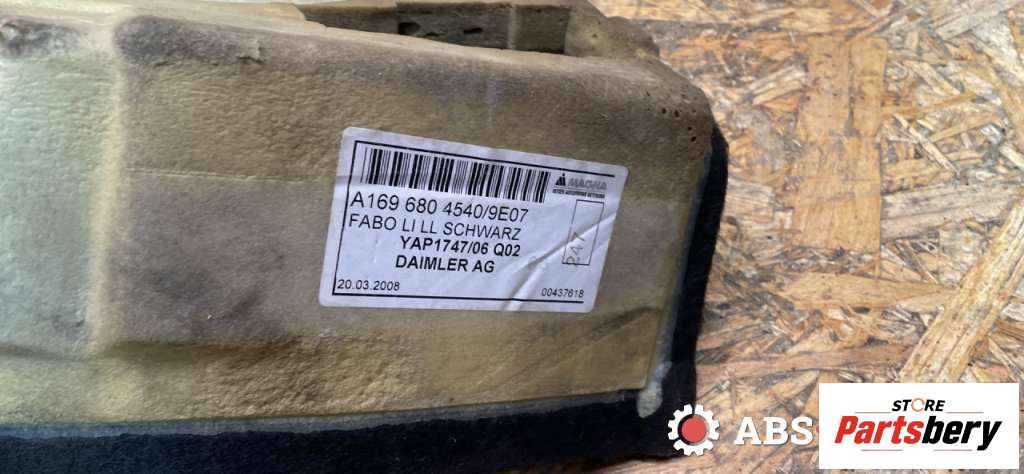 MAGNA
A169 680 4540/9E07
FABO LI LL SCHWARZ
YAP1747/06 Q02
DAIMLER AG
247
20.03.2008
00437618
ABS
STORE
Partsbery